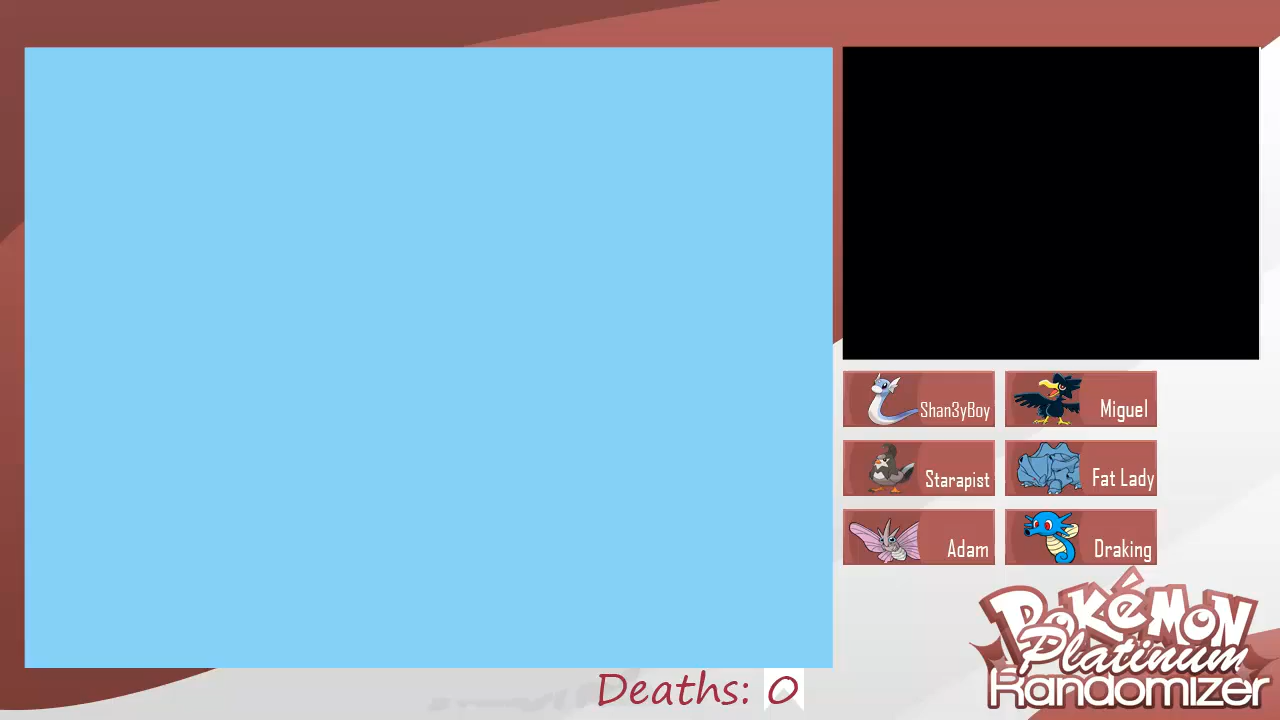 Shan3yBoy
Miguel
Starapist
Fat Lady
Adam
Draking
Pokémon
Platinum
Randomizer
Deaths: 0